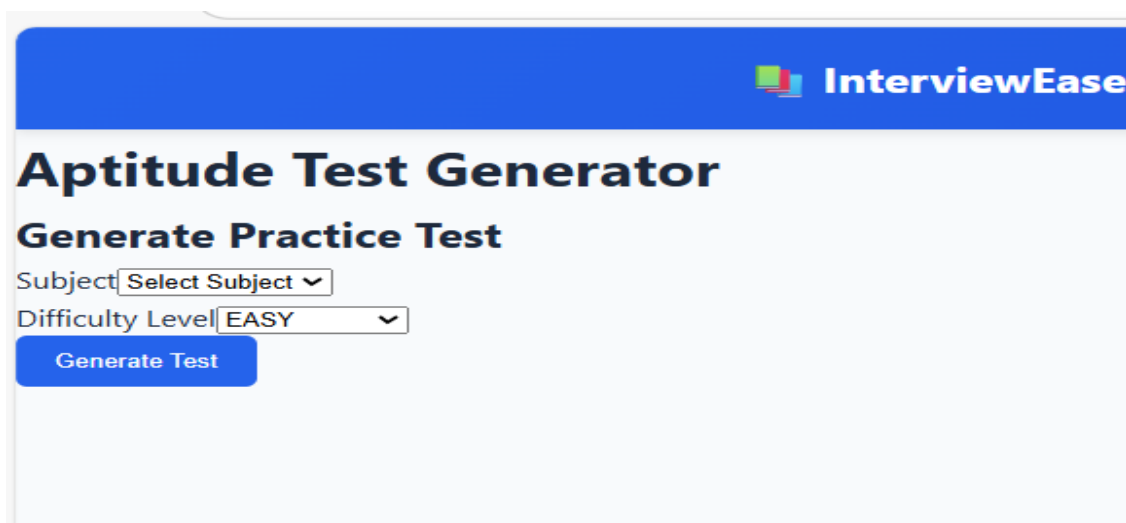 InterviewEase
Aptitude Test Generator
Generate Practice Test
Subject Select Subject
Difficulty Level EASY
Generate Test